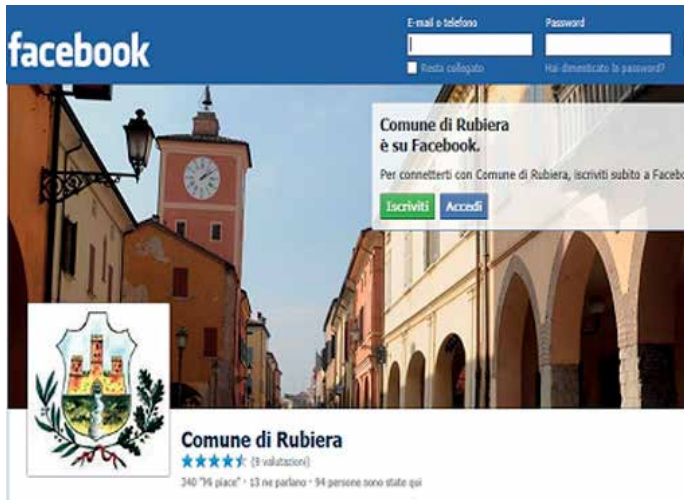 facebook
E-mail o telefono
Password
Resta collegato
Hai dimenticato la password?
Comune di Rubiera
è su Facebook.
Per connetterti con Comune di Rubiera, iscriviti subito a Facebo
Iscriviti
Accedi
Comune di Rubiera
(9 valutazioni)
340 "Mi piace" · 13 ne parlano · 94 persone sono state qui